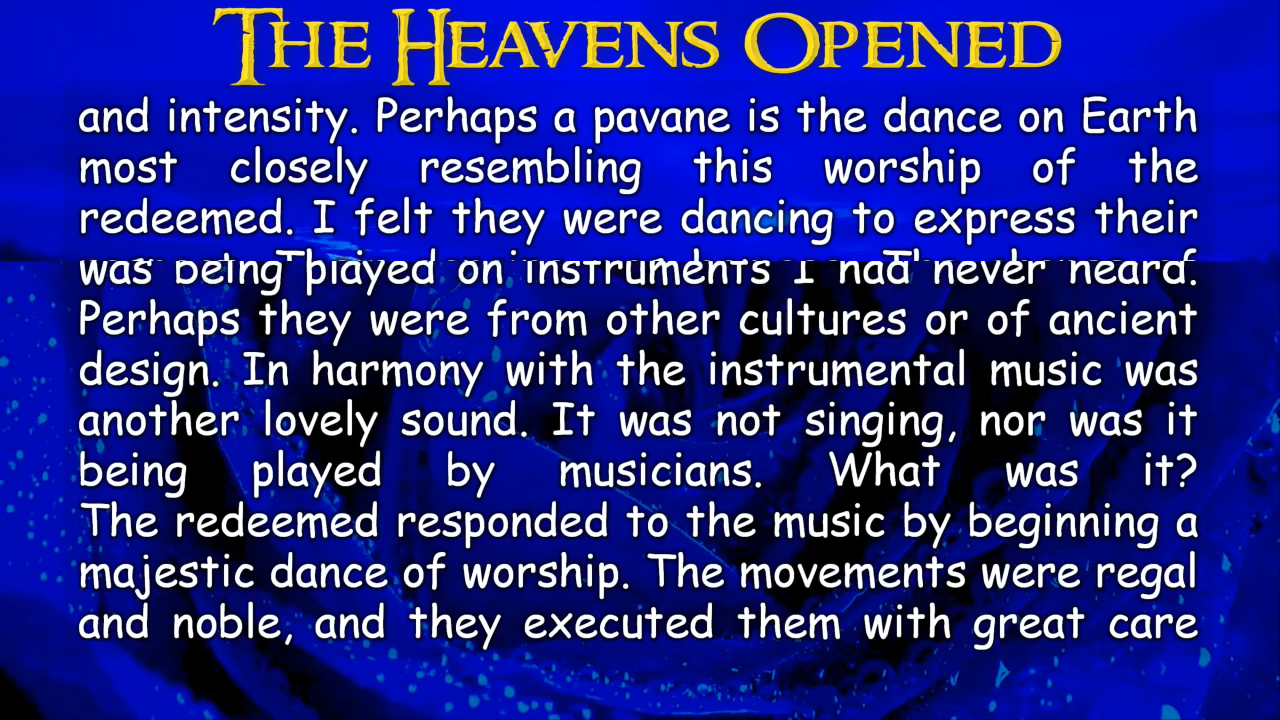 THE HEAVENS OPENED
and intensity. Perhaps a pavane is the dance on Earth
most closely resembling this worship of the
redeemed. I felt they were dancing to express their
was being played on instruments I had never heard.
Perhaps they were from other cultures or of ancient
design. In harmony with the instrumental music was
another lovely sound. It was not singing, nor was it
being played by musicians. What was it?
The redeemed responded to the music by beginning a
majestic dance of worship. The movements were regal
and noble, and they executed them with great care